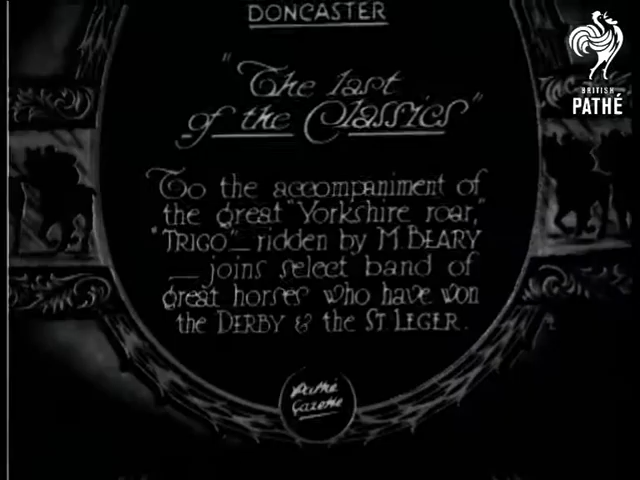 DONCASTER
"The last
of the Classics"
To the accompaniment of
the great "Yorkshire roar,"
"TRIGO" — ridden by M. BEARY
— joins select band of
great horses who have won
the DERBY & the ST. LEGER.
Pathé
Gazette
BRITISH
PATHÉ